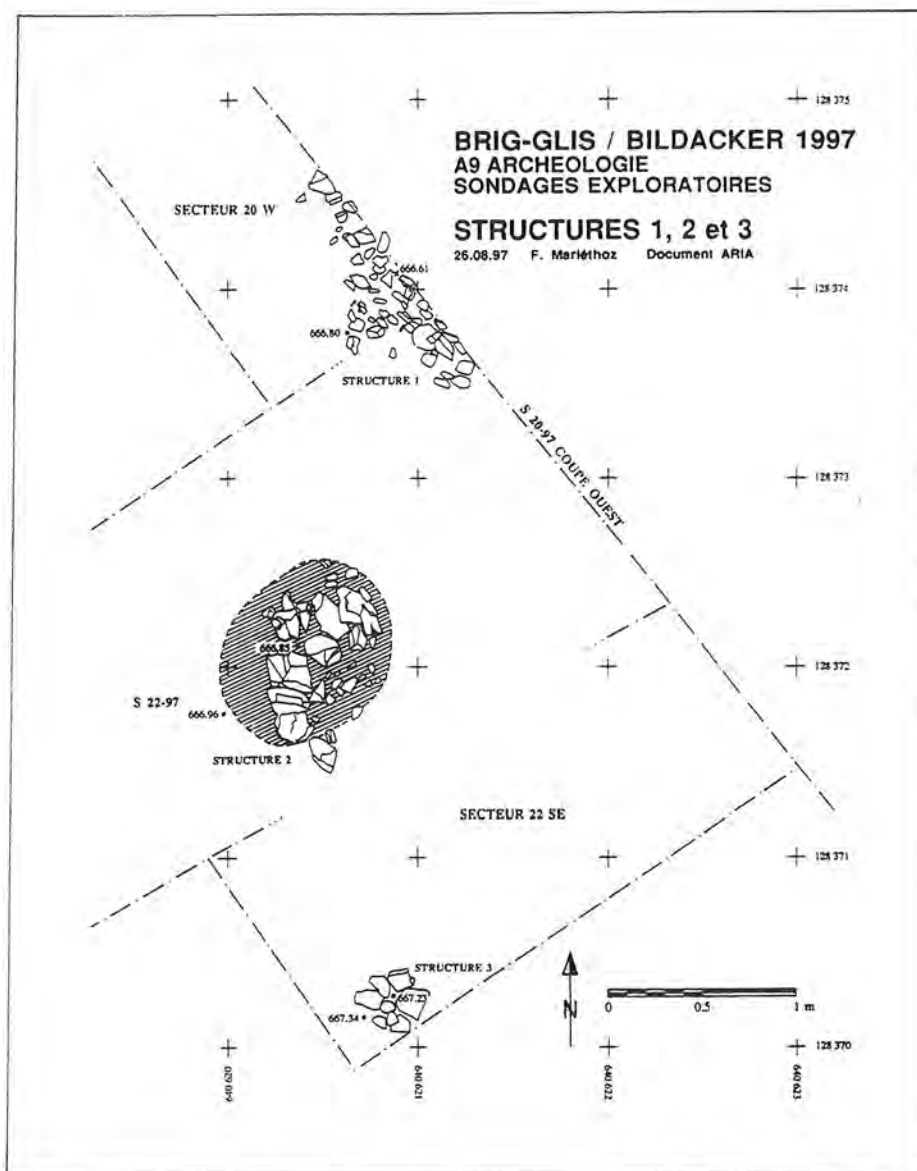 128 375
BRIG-GLIS / BILDACKER 1997
A9 ARCHEOLOGIE
SONDAGES EXPLORATOIRES
SECTEUR 20 W
STRUCTURES 1, 2 et 3
26.08.97 F. Mariéthoz Document ARIA
666.61
128 374
666.80
STRUCTURE 1
S 20-97 COUPE OUEST
128 373
666.85
128 372
S 22-97
666.96
STRUCTURE 2
SECTEUR 22 SE
128 371
STRUCTURE 3
667.23
667.34
N
0 0.5 1 m
128 370
640 620
640 621
640 622
640 623